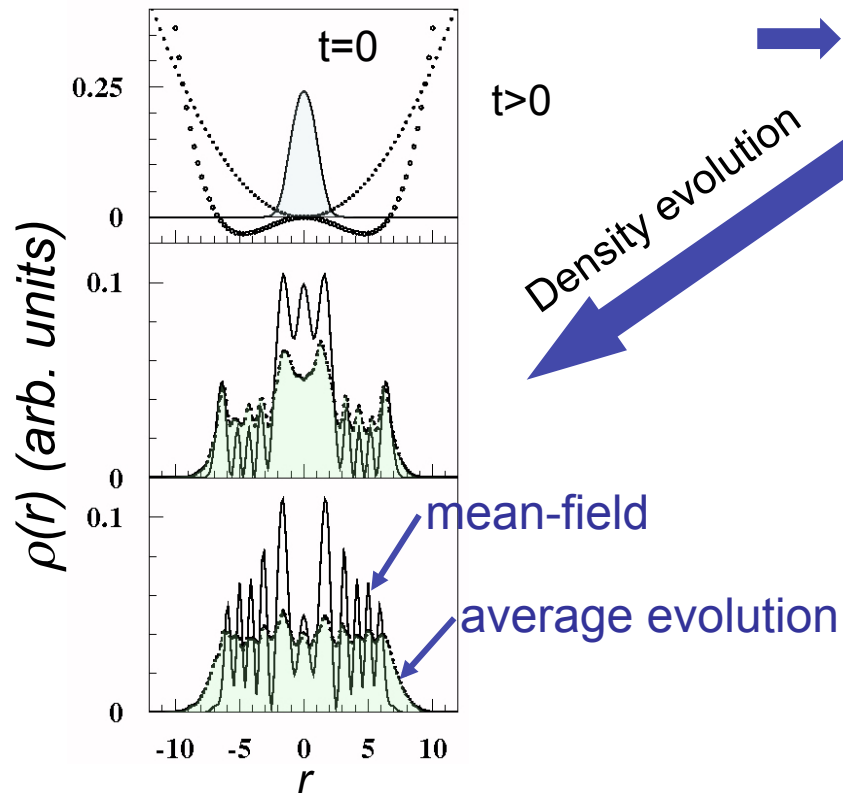 t=0
0.25
0
t>0
Density evolution
ρ(r) (arb. units)
0.1
0
0.1
mean-field
average evolution
0
-10 -5 0 5 10
r